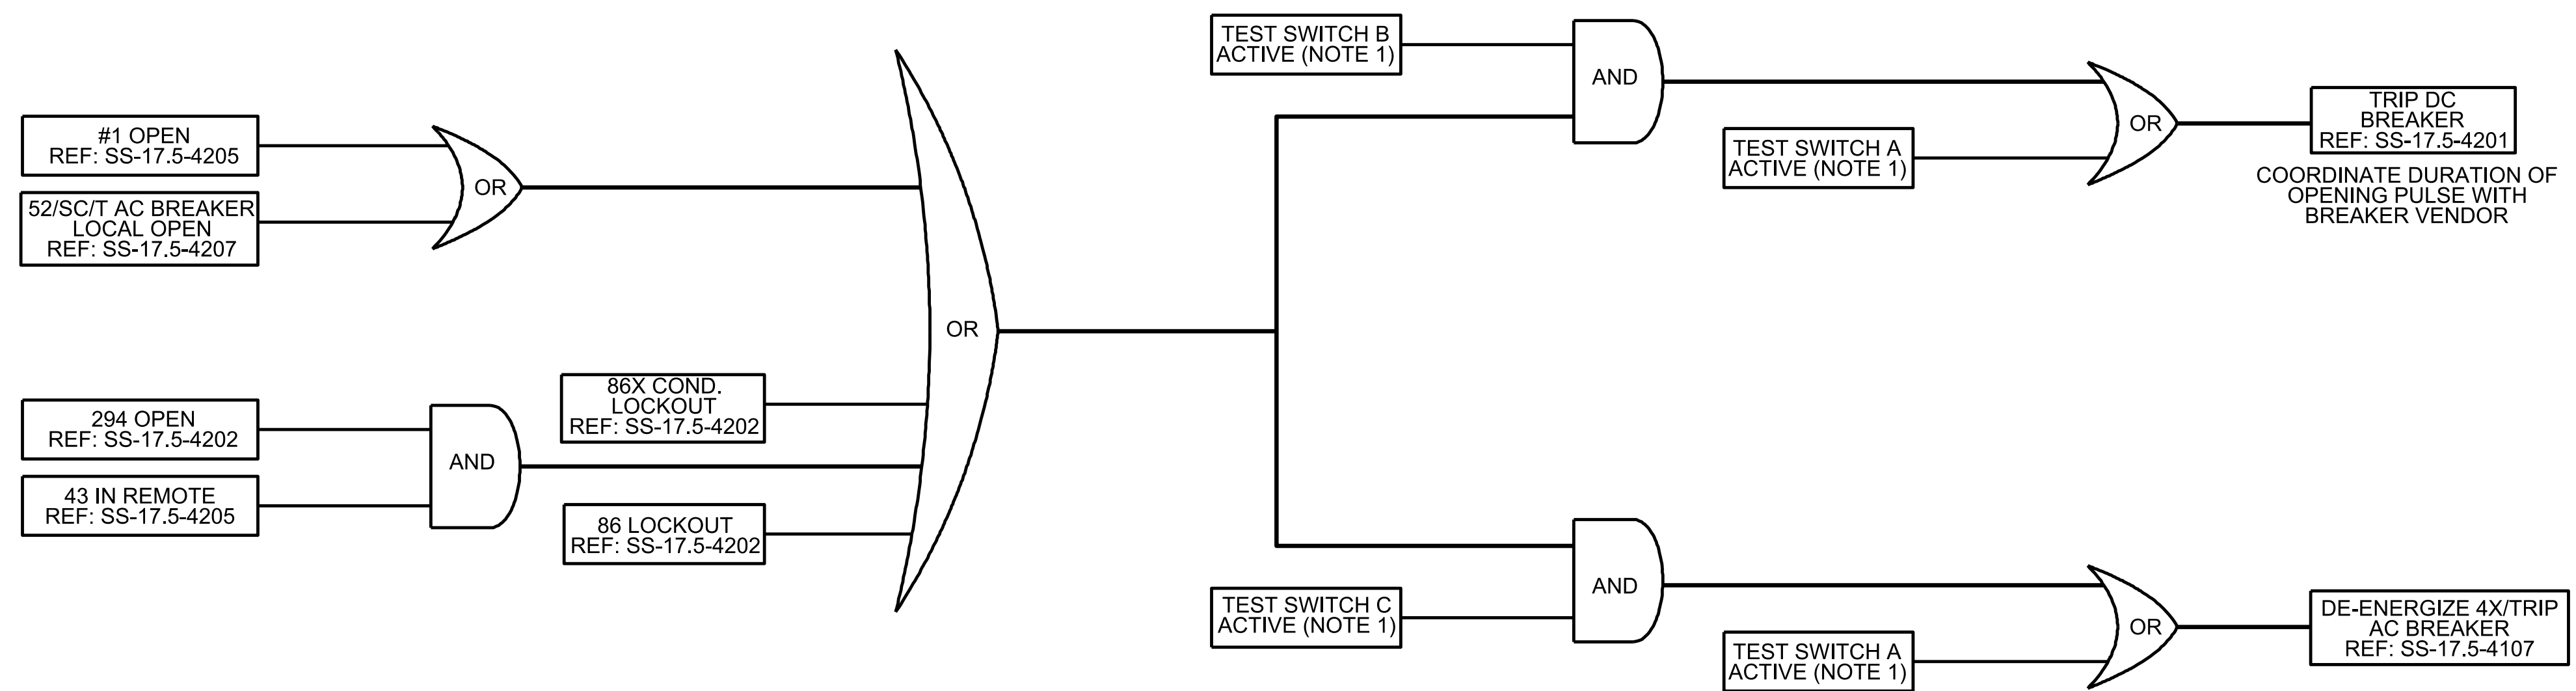 TEST SWITCH B
ACTIVE (NOTE 1)
AND
#1 OPEN
REF: SS-17.5-4205
52/SC/T AC BREAKER
LOCAL OPEN
REF: SS-17.5-4207
OR
TEST SWITCH A
ACTIVE (NOTE 1)
OR
TRIP DC
BREAKER
REF: SS-17.5-4201
COORDINATE DURATION OF
OPENING PULSE WITH
BREAKER VENDOR
OR
294 OPEN
REF: SS-17.5-4202
43 IN REMOTE
REF: SS-17.5-4205
AND
86X COND.
LOCKOUT
REF: SS-17.5-4202
86 LOCKOUT
REF: SS-17.5-4202
TEST SWITCH C
ACTIVE (NOTE 1)
AND
TEST SWITCH A
ACTIVE (NOTE 1)
OR
DE-ENERGIZE 4X/TRIP
AC BREAKER
REF: SS-17.5-4107